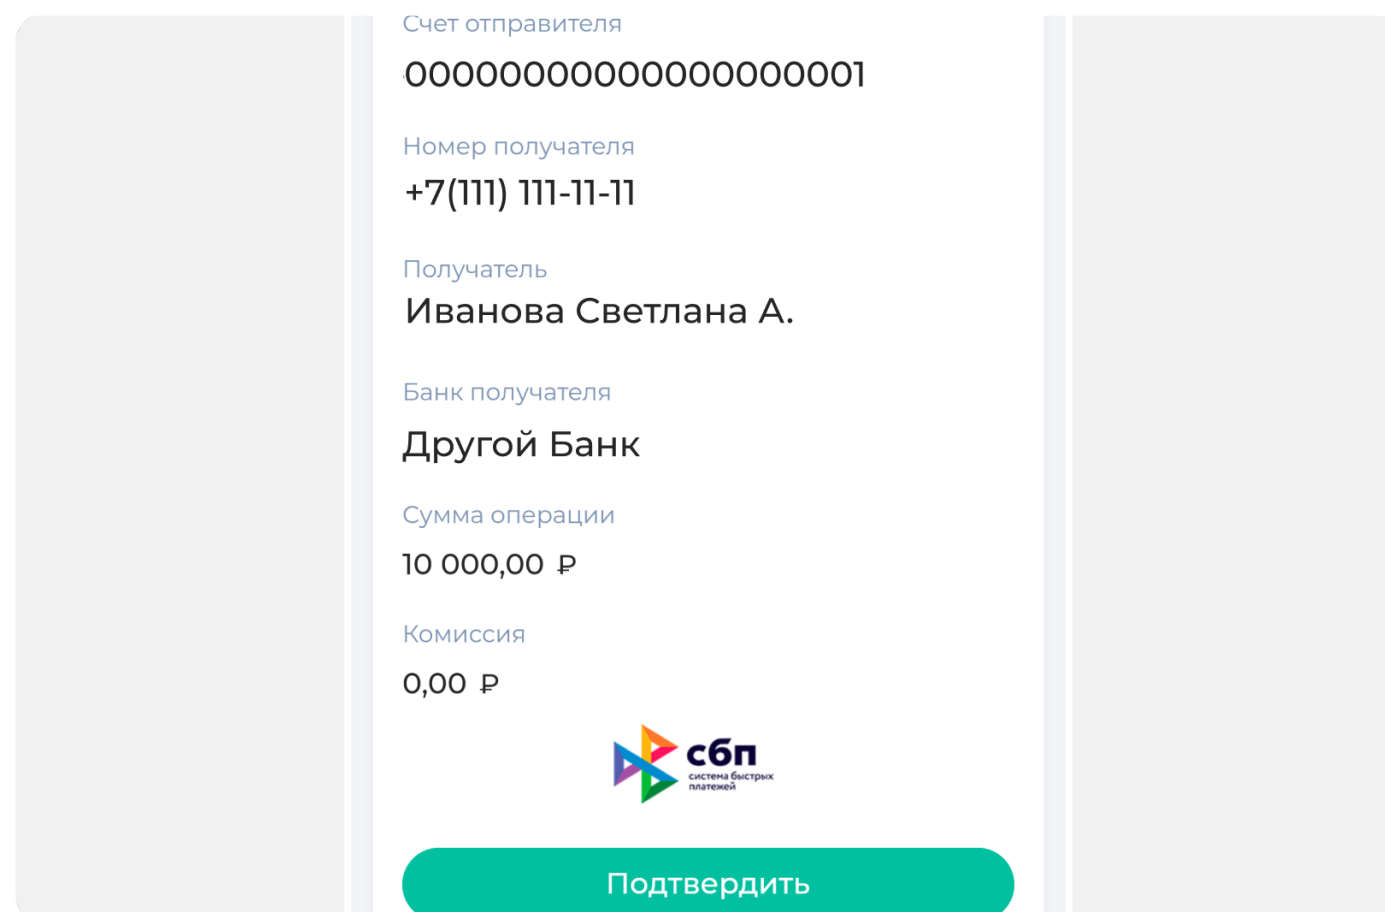 Счет отправителя
00000000000000000001
Номер получателя
+7(111) 111-11-11
Получатель
Иванова Светлана А.
Банк получателя
Другой Банк
Сумма операции
10 000,00 ₽
Комиссия
0,00 ₽
сбп
система быстрых
платежей
Подтвердить